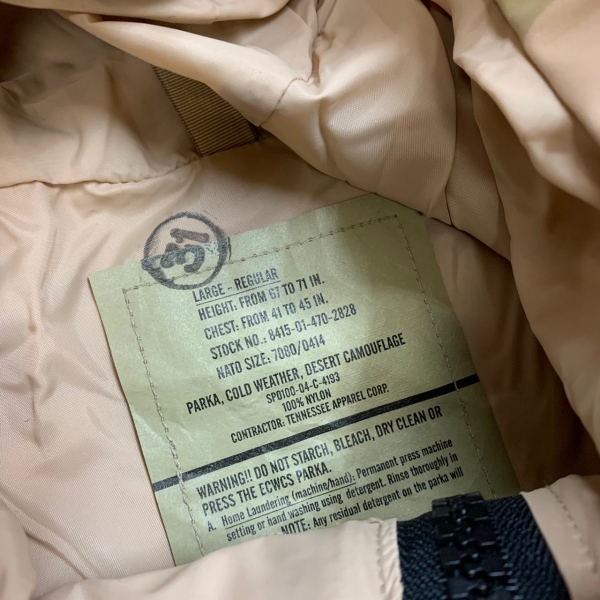 31
LARGE - REGULAR
HEIGHT: FROM 67 TO 71 IN.
CHEST: FROM 41 TO 45 IN.
STOCK NO.: 8415-01-470-2828
NATO SIZE: 7080/0414
PARKA, COLD WEATHER, DESERT CAMOUFLAGE
SPO100-04-C-4193
100% NYLON
CONTRACTOR: TENNESSEE APPAREL CORP.
WARNING!! DO NOT STARCH, BLEACH, DRY CLEAN OR
PRESS THE ECWCS PARKA.
A. Home Laundering (machine/hand): Permanent press machine
setting or hand washing using detergent. Rinse thoroughly in
NOTE: Any residual detergent on the parka will